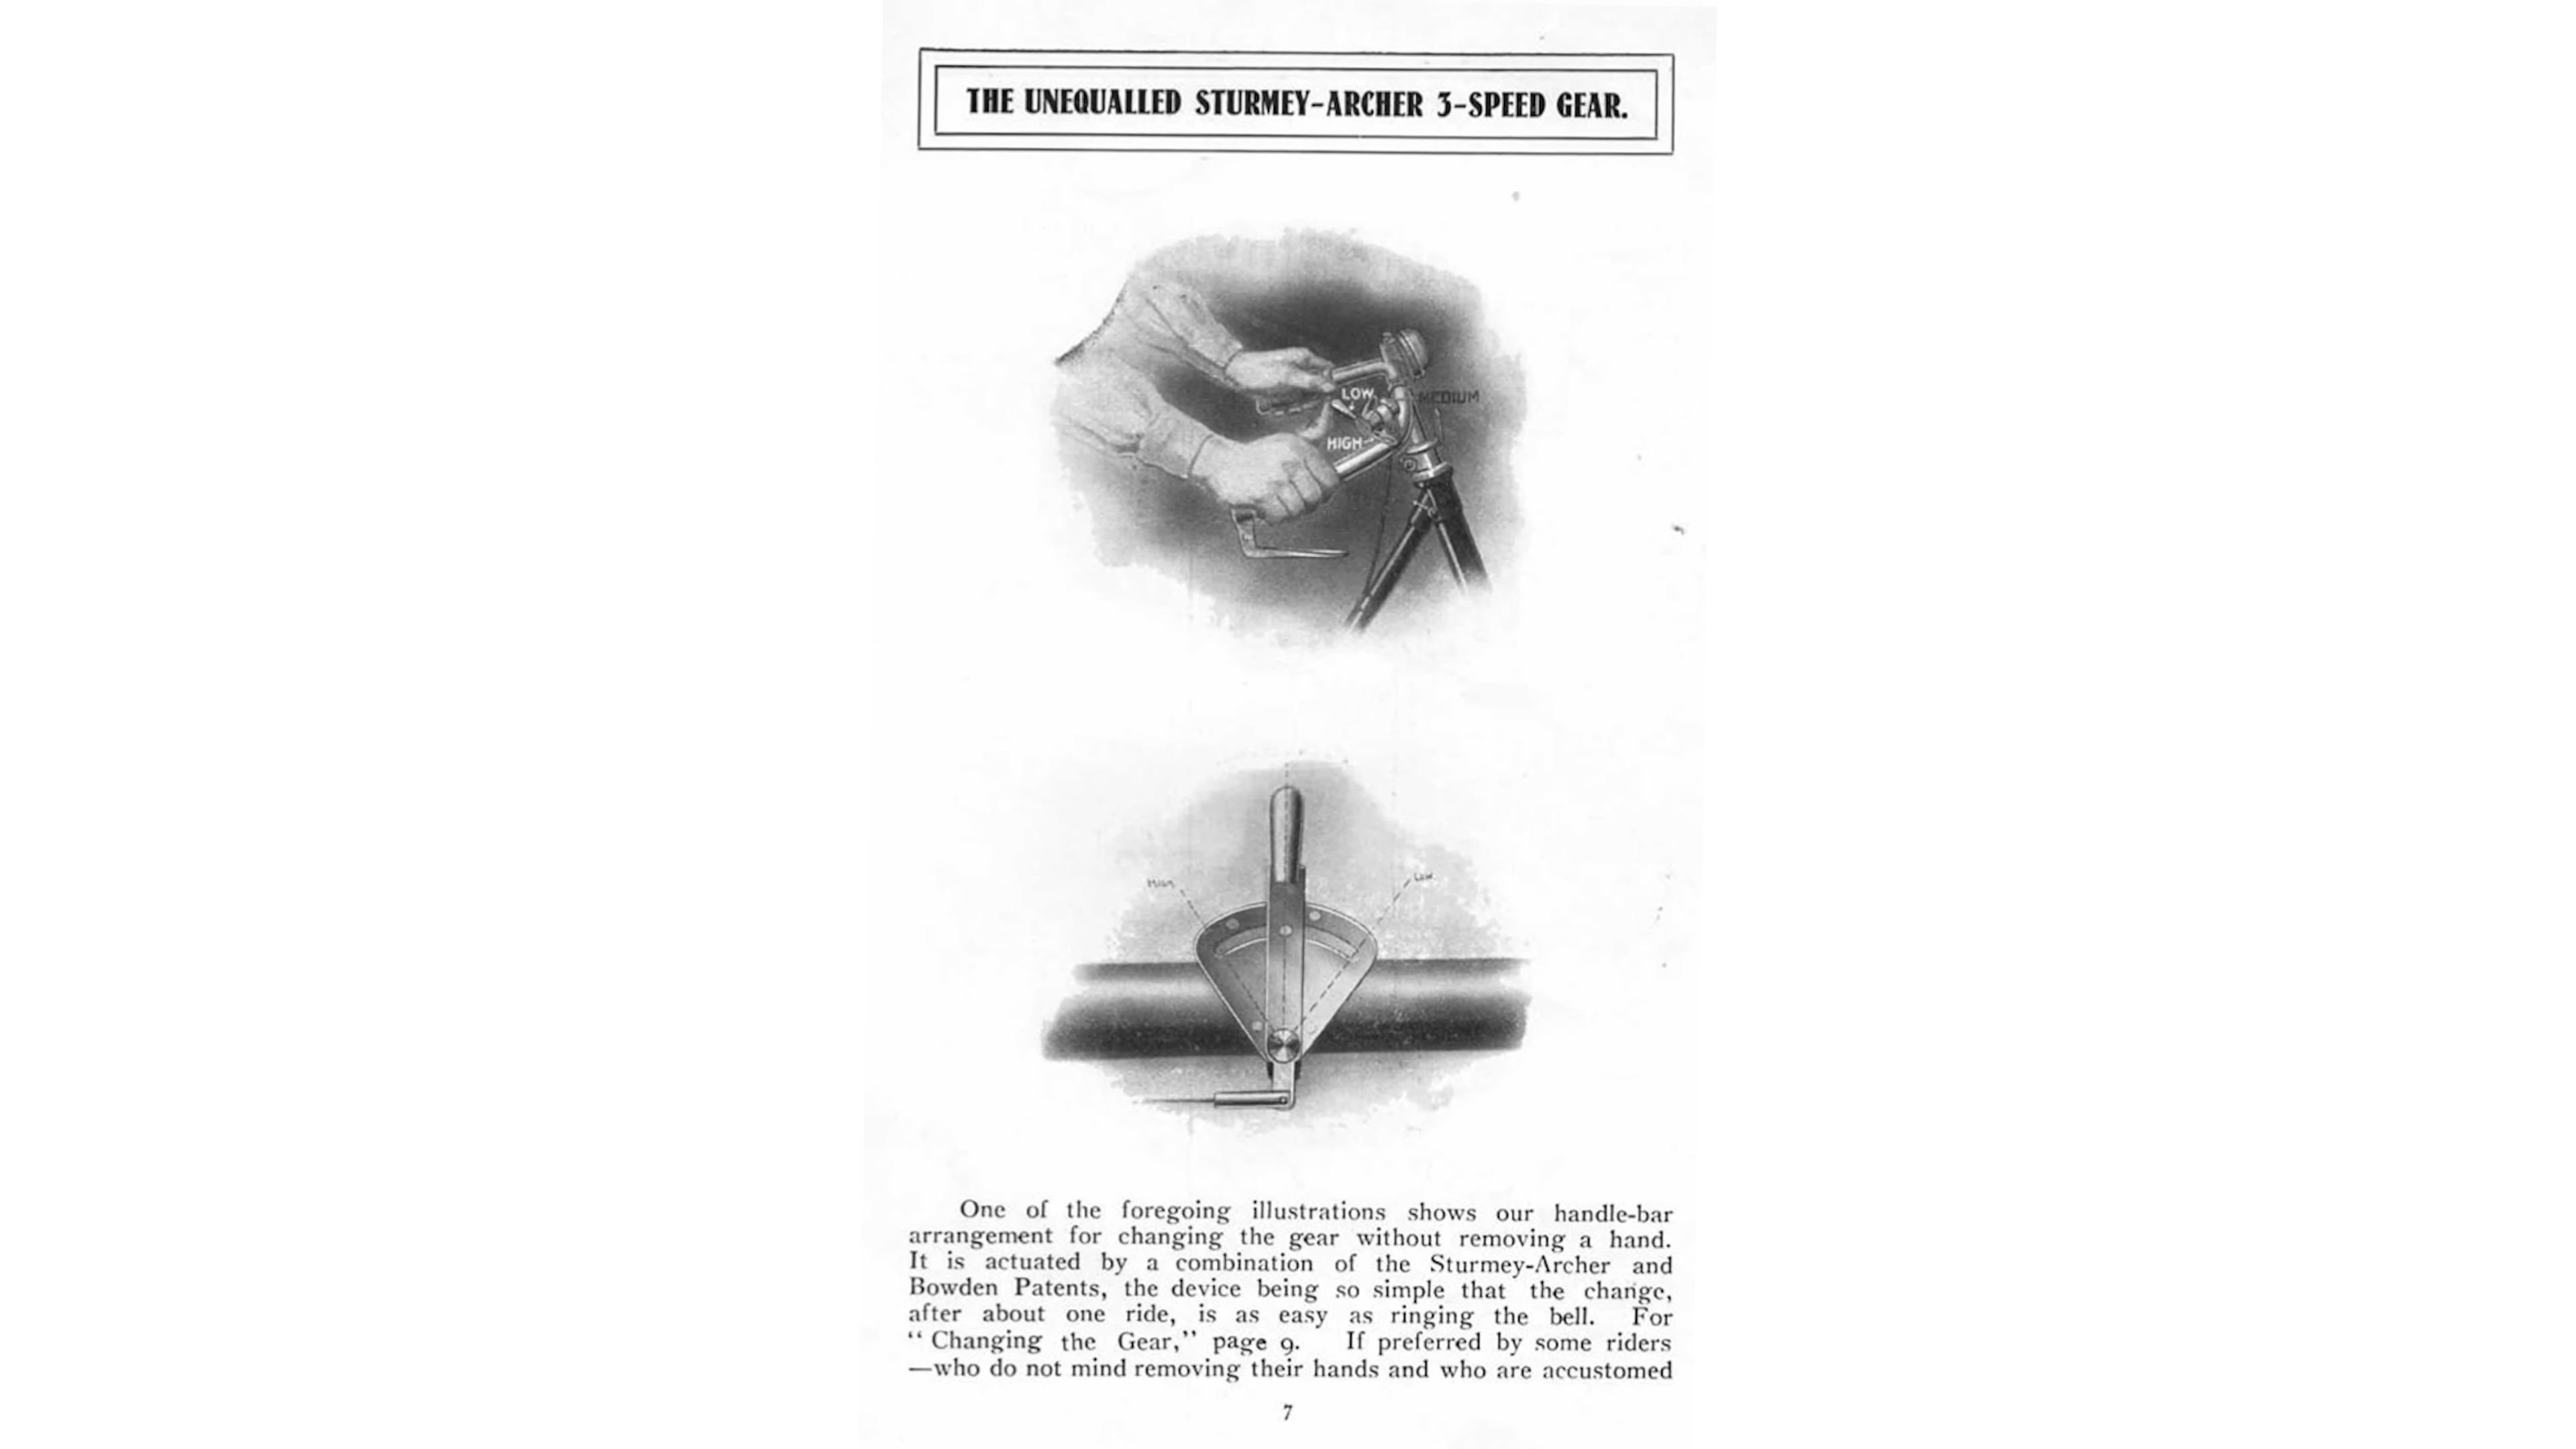 THE UNEQUALLED STURMEY-ARCHER 3-SPEED GEAR.
LOW
MEDIUM
HIGH
HIGH
LOW
One of the foregoing illustrations shows our handle-bar
arrangement for changing the gear without removing a hand.
It is actuated by a combination of the Sturmey-Archer and
Bowden Patents, the device being so simple that the change,
after about one ride, is as easy as ringing the bell. For
“Changing the Gear,” page 9. If preferred by some riders
—who do not mind removing their hands and who are accustomed
7